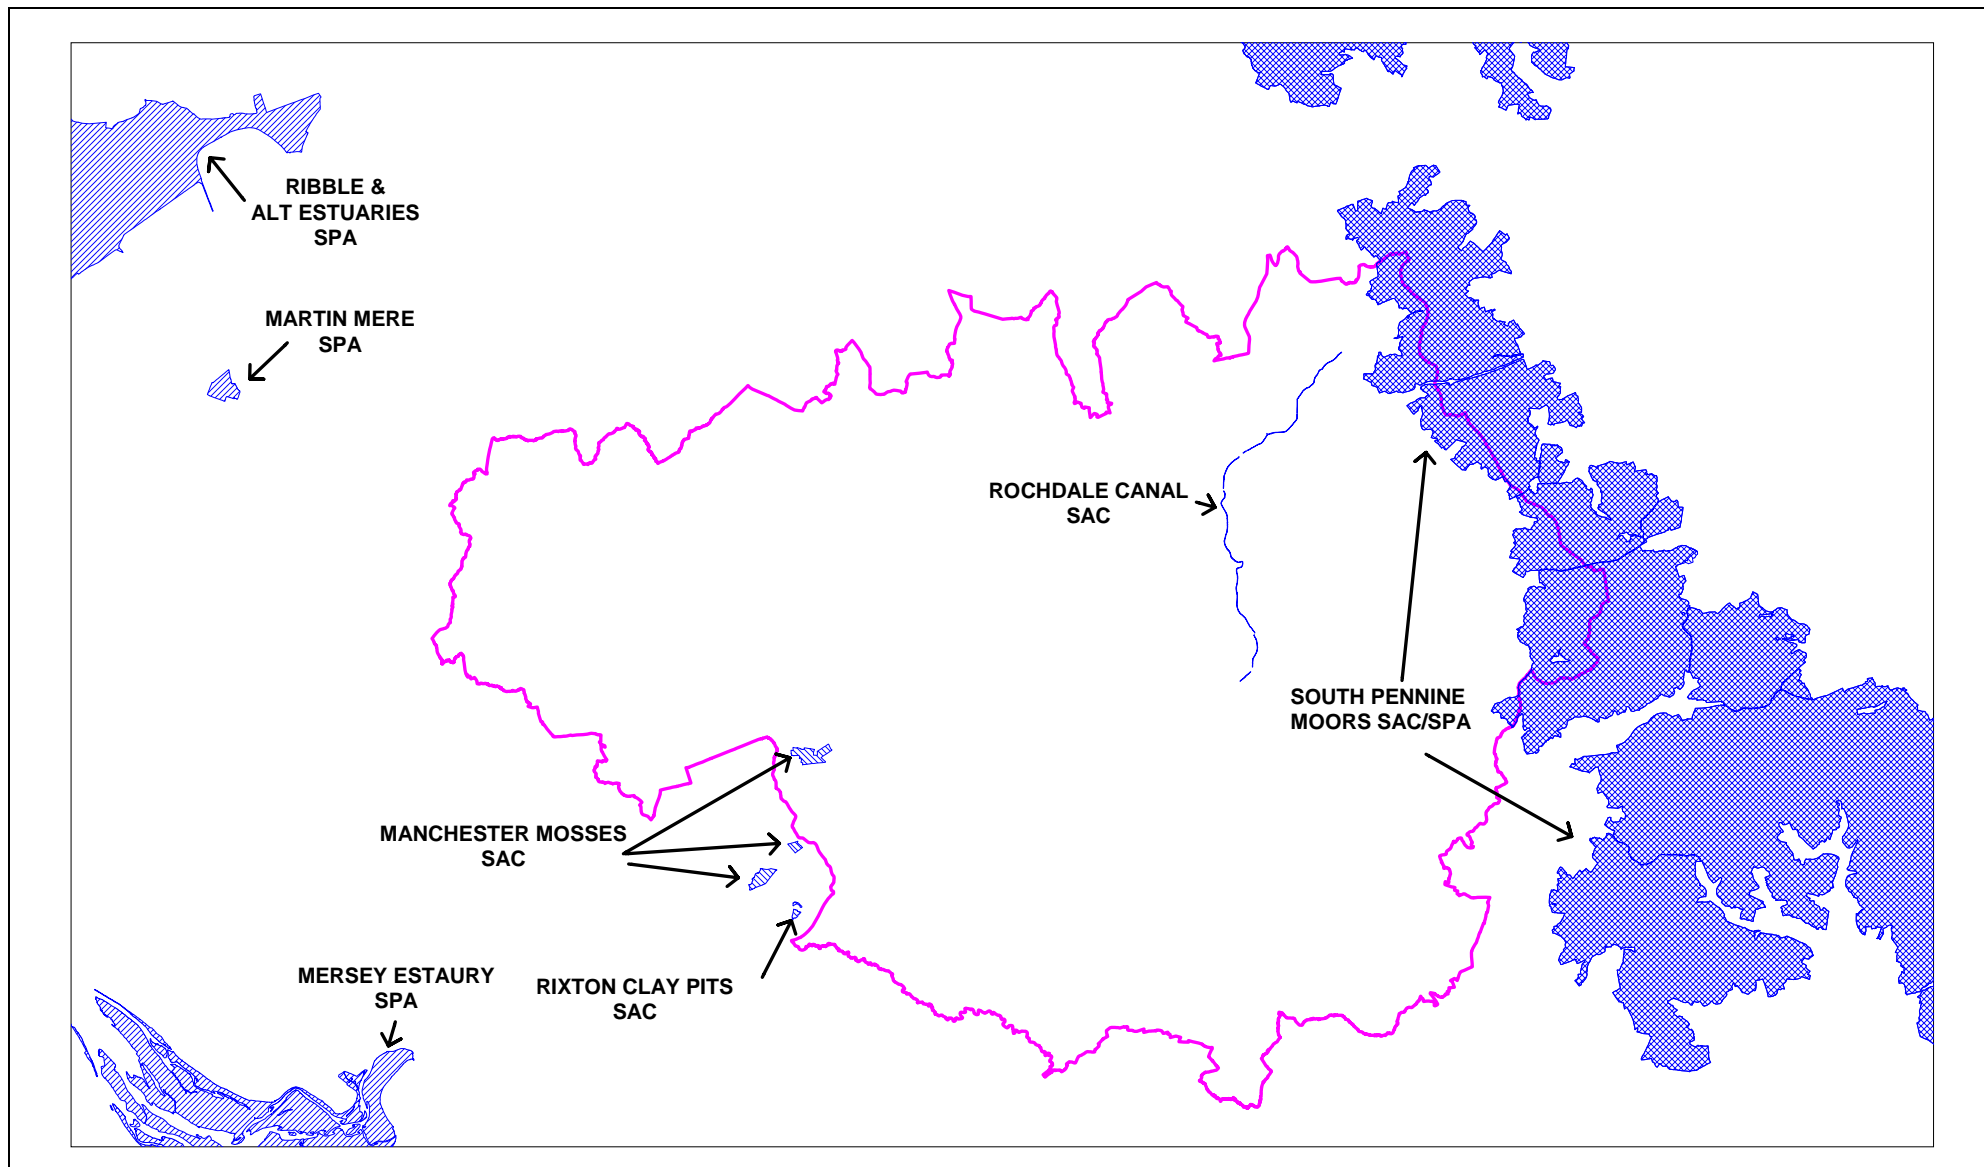 RIBBLE &
ALT ESTUARIES
SPA
MARTIN MERE
SPA
ROCHDALE CANAL
SAC
SOUTH PENNINE
MOORS SAC/SPA
MANCHESTER MOSSES
SAC
MERSEY ESTAURY
SPA
RIXTON CLAY PITS
SAC